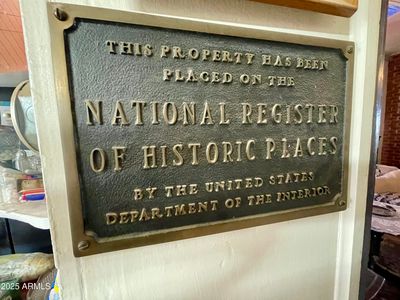 THIS PROPERTY HAS BEEN
PLACED ON THE
NATIONAL REGISTER
OF HISTORIC PLACES
BY THE UNITED STATES
DEPARTMENT OF THE INTERIOR
2025 ARMLS